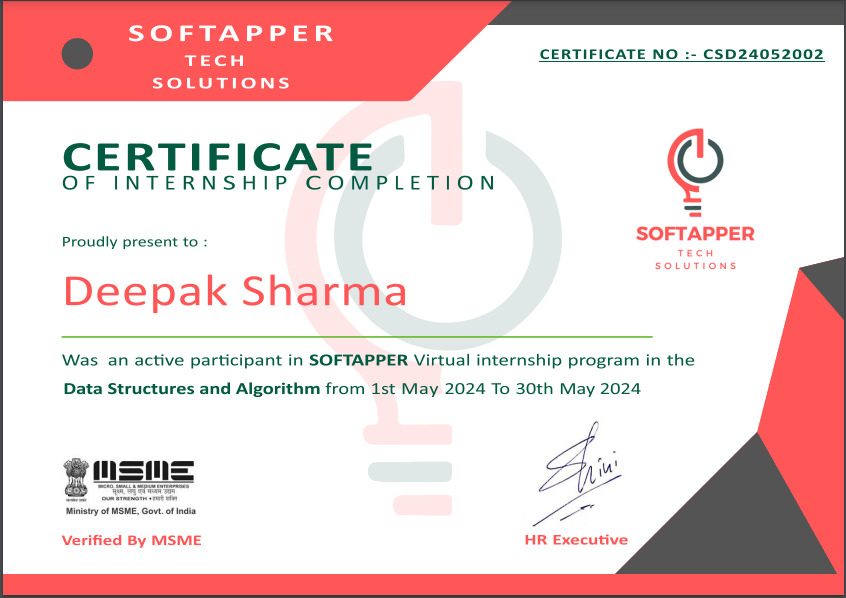 SOFTAPPER
TECH
SOLUTIONS
CERTIFICATE NO :- CSD24052002
CERTIFICATE
OF INTERNSHIP COMPLETION
SOFTAPPER
TECH
SOLUTIONS
Proudly present to :
Deepak Sharma
Was an active participant in SOFTAPPER Virtual internship program in the
Data Structures and Algorithm from 1st May 2024 To 30th May 2024
MSME
MICRO, SMALL & MEDIUM ENTERPRISES
सूक्ष्म, लघु एवं मध्यम उद्यम
OUR STRENGTH • हमारी शक्ति
Ministry of MSME, Govt. of India
Shini
Verified By MSME
HR Executive